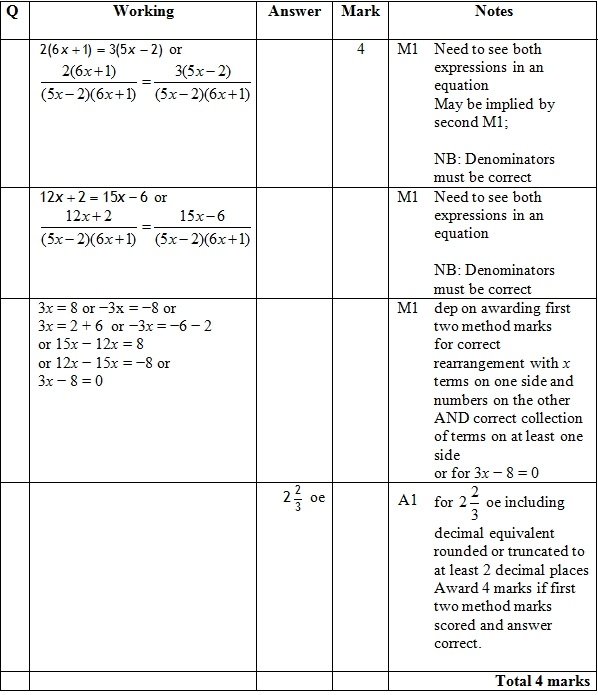 Q Working Answer Mark Notes
2(6x + 1) = 3(5x − 2) or
2(6x+1)/(5x−2)(6x+1) = 3(5x−2)/(5x−2)(6x+1)
4
M1 Need to see both
expressions in an
equation
May be implied by
second M1;
NB: Denominators
must be correct
12x + 2 = 15x − 6 or
12x+2/(5x−2)(6x+1) = 15x−6/(5x−2)(6x+1)
M1 Need to see both
expressions in an
equation
NB: Denominators
must be correct
3x = 8 or −3x = −8 or
3x = 2 + 6 or −3x = −6 − 2
or 15x − 12x = 8
or 12x − 15x = −8 or
3x − 8 = 0
M1 dep on awarding first
two method marks
for correct
rearrangement with x
terms on one side and
numbers on the other
AND correct collection
of terms on at least one
side
or for 3x − 8 = 0
2 2/3 oe
A1 for 2 2/3 oe including
decimal equivalent
rounded or truncated to
at least 2 decimal places
Award 4 marks if first
two method marks
scored and answer
correct.
Total 4 marks